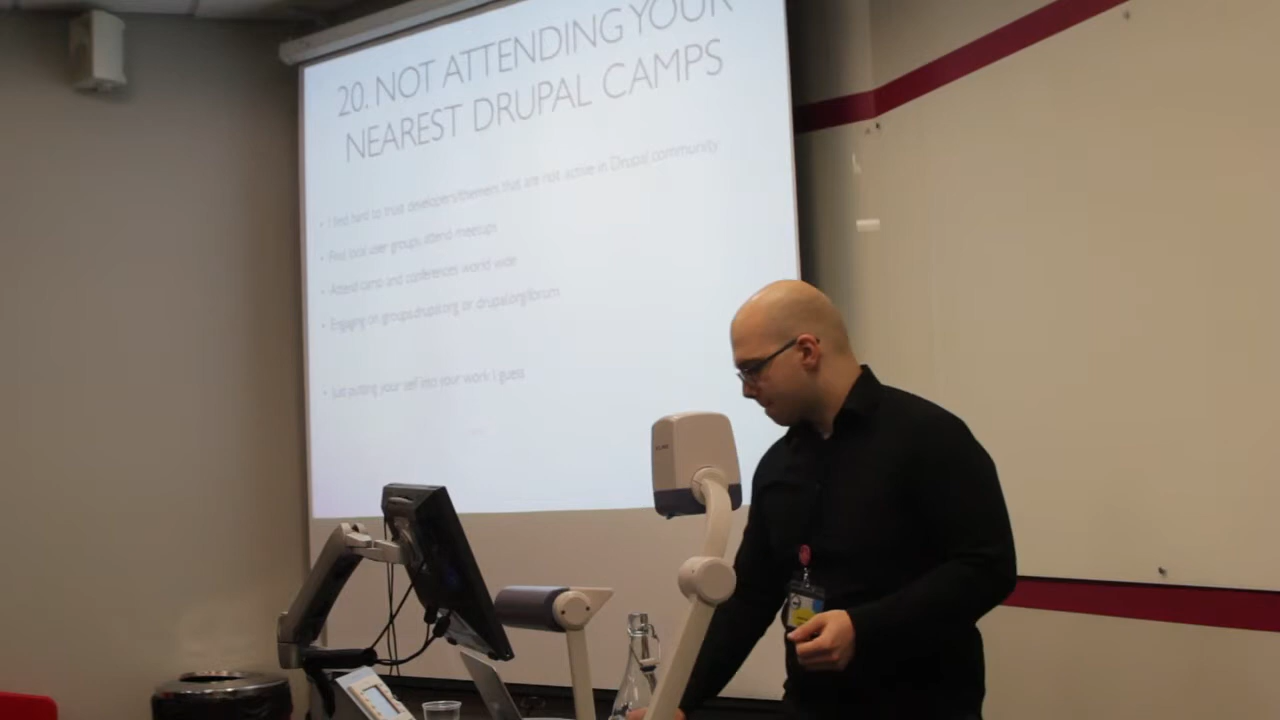 20. NOT ATTENDING YOUR
NEAREST DRUPAL CAMPS
• I find hard to trust developers/themers that are not active in Drupal community
• Find local user groups, attend meetups
• Attend camp and conferences world wide
• Engaging on groups.drupal.org or drupal.org/forum
• Just putting your self into your work I guess